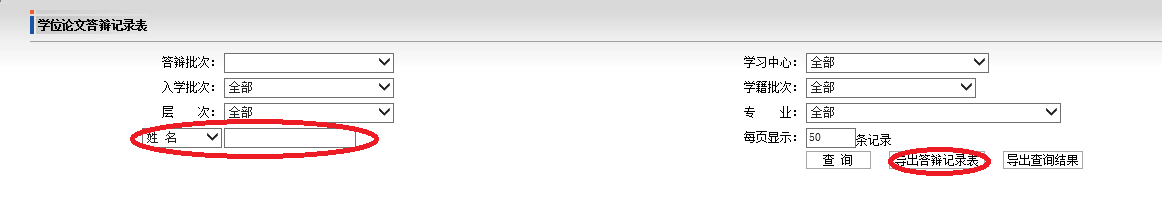 学位论文答辩记录表
答辩批次： 学习中心： 全部
入学批次： 全部 学籍批次： 全部
层 次： 全部 专 业： 全部
姓 名 每页显示： 50 条记录
查 询 导出答辩记录表 导出查询结果